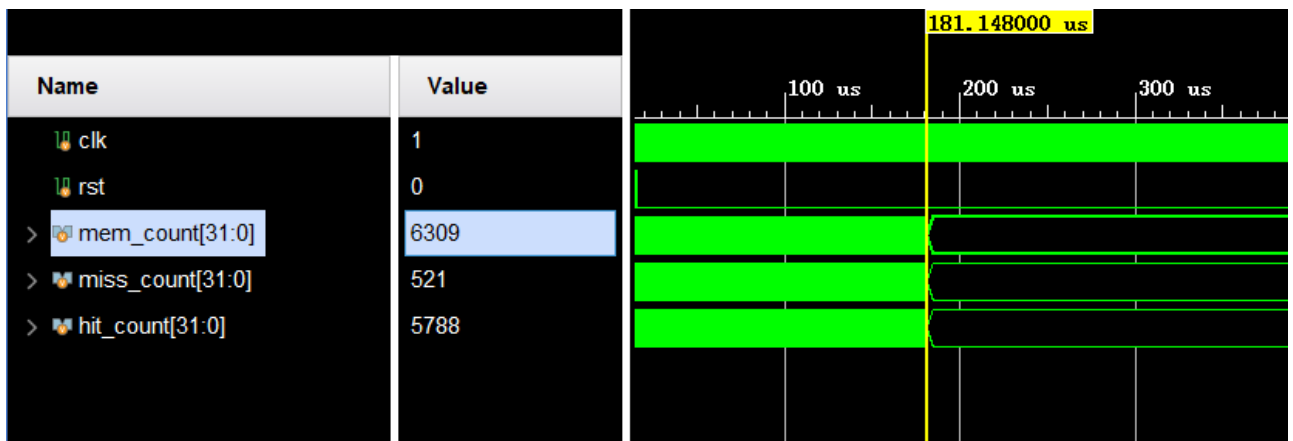 181.148000 us
Name Value 100 us 200 us 300 us
clk 1
rst 0
mem_count[31:0] 6309
miss_count[31:0] 521
hit_count[31:0] 5788